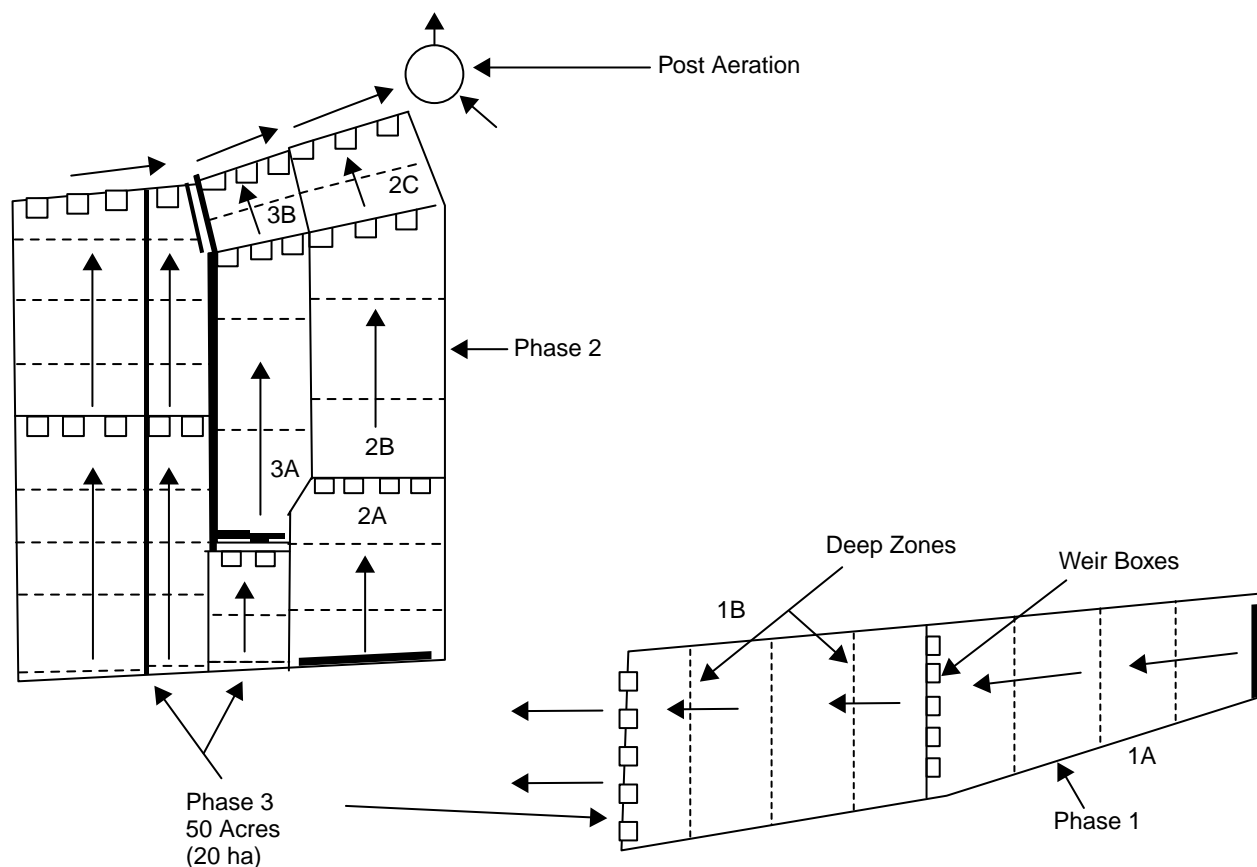 Post Aeration
2C
3B
Phase 2
2B
3A
2A
Deep Zones
Weir Boxes
1B
1A
Phase 3
50 Acres
(20 ha)
Phase 1